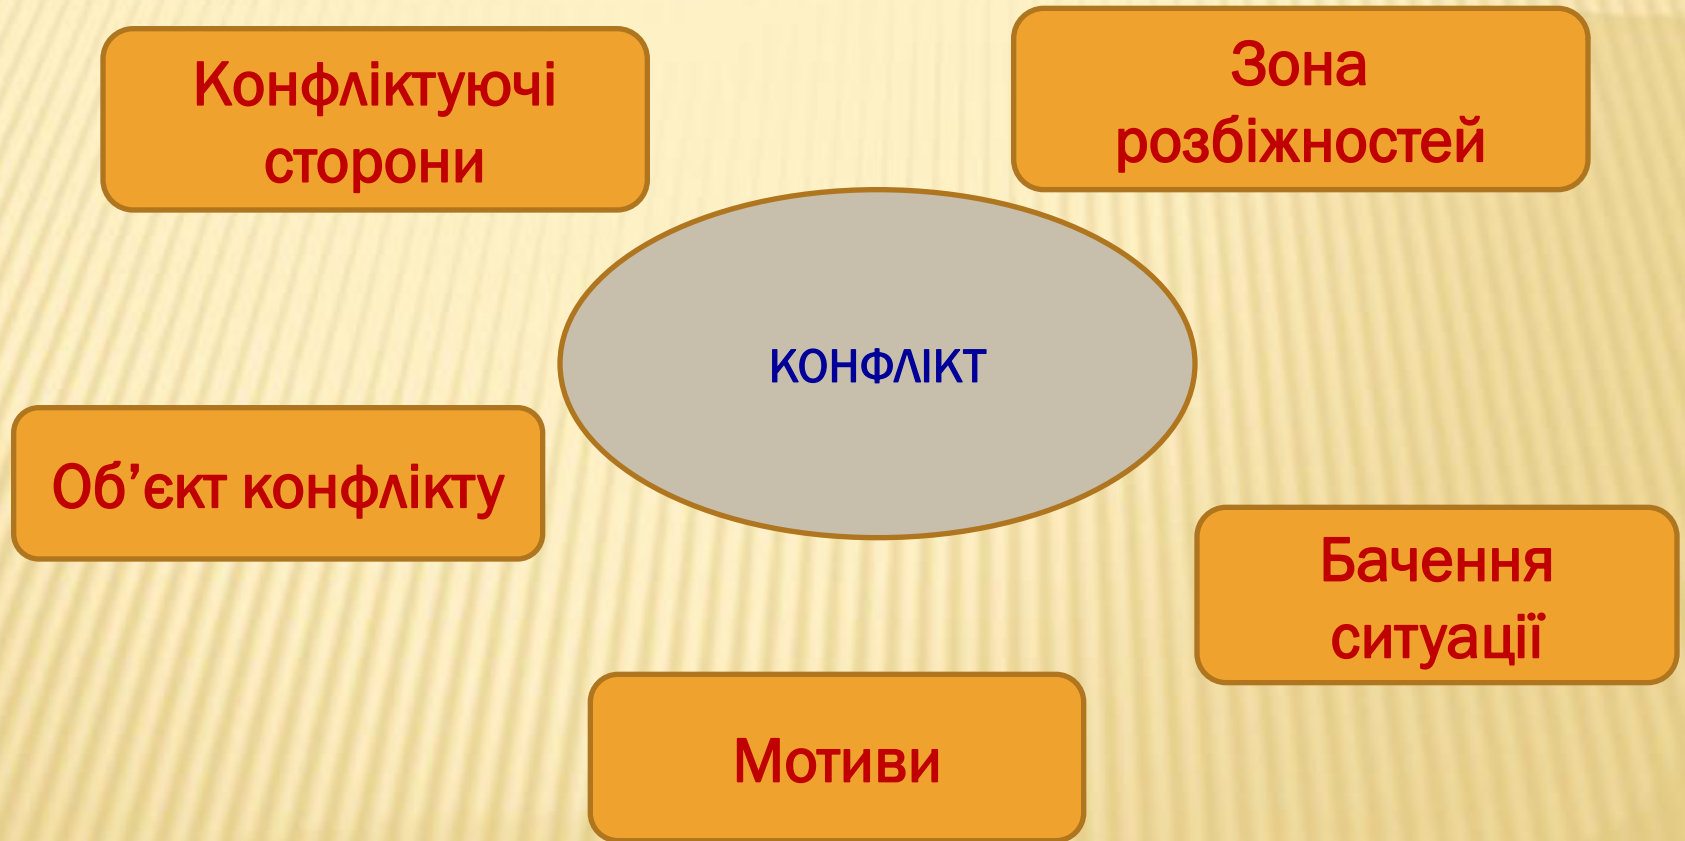 Конфліктуючі
сторони
Зона
розбіжностей
КОНФЛІКТ
Об’єкт конфлікту
Бачення
ситуації
Мотиви